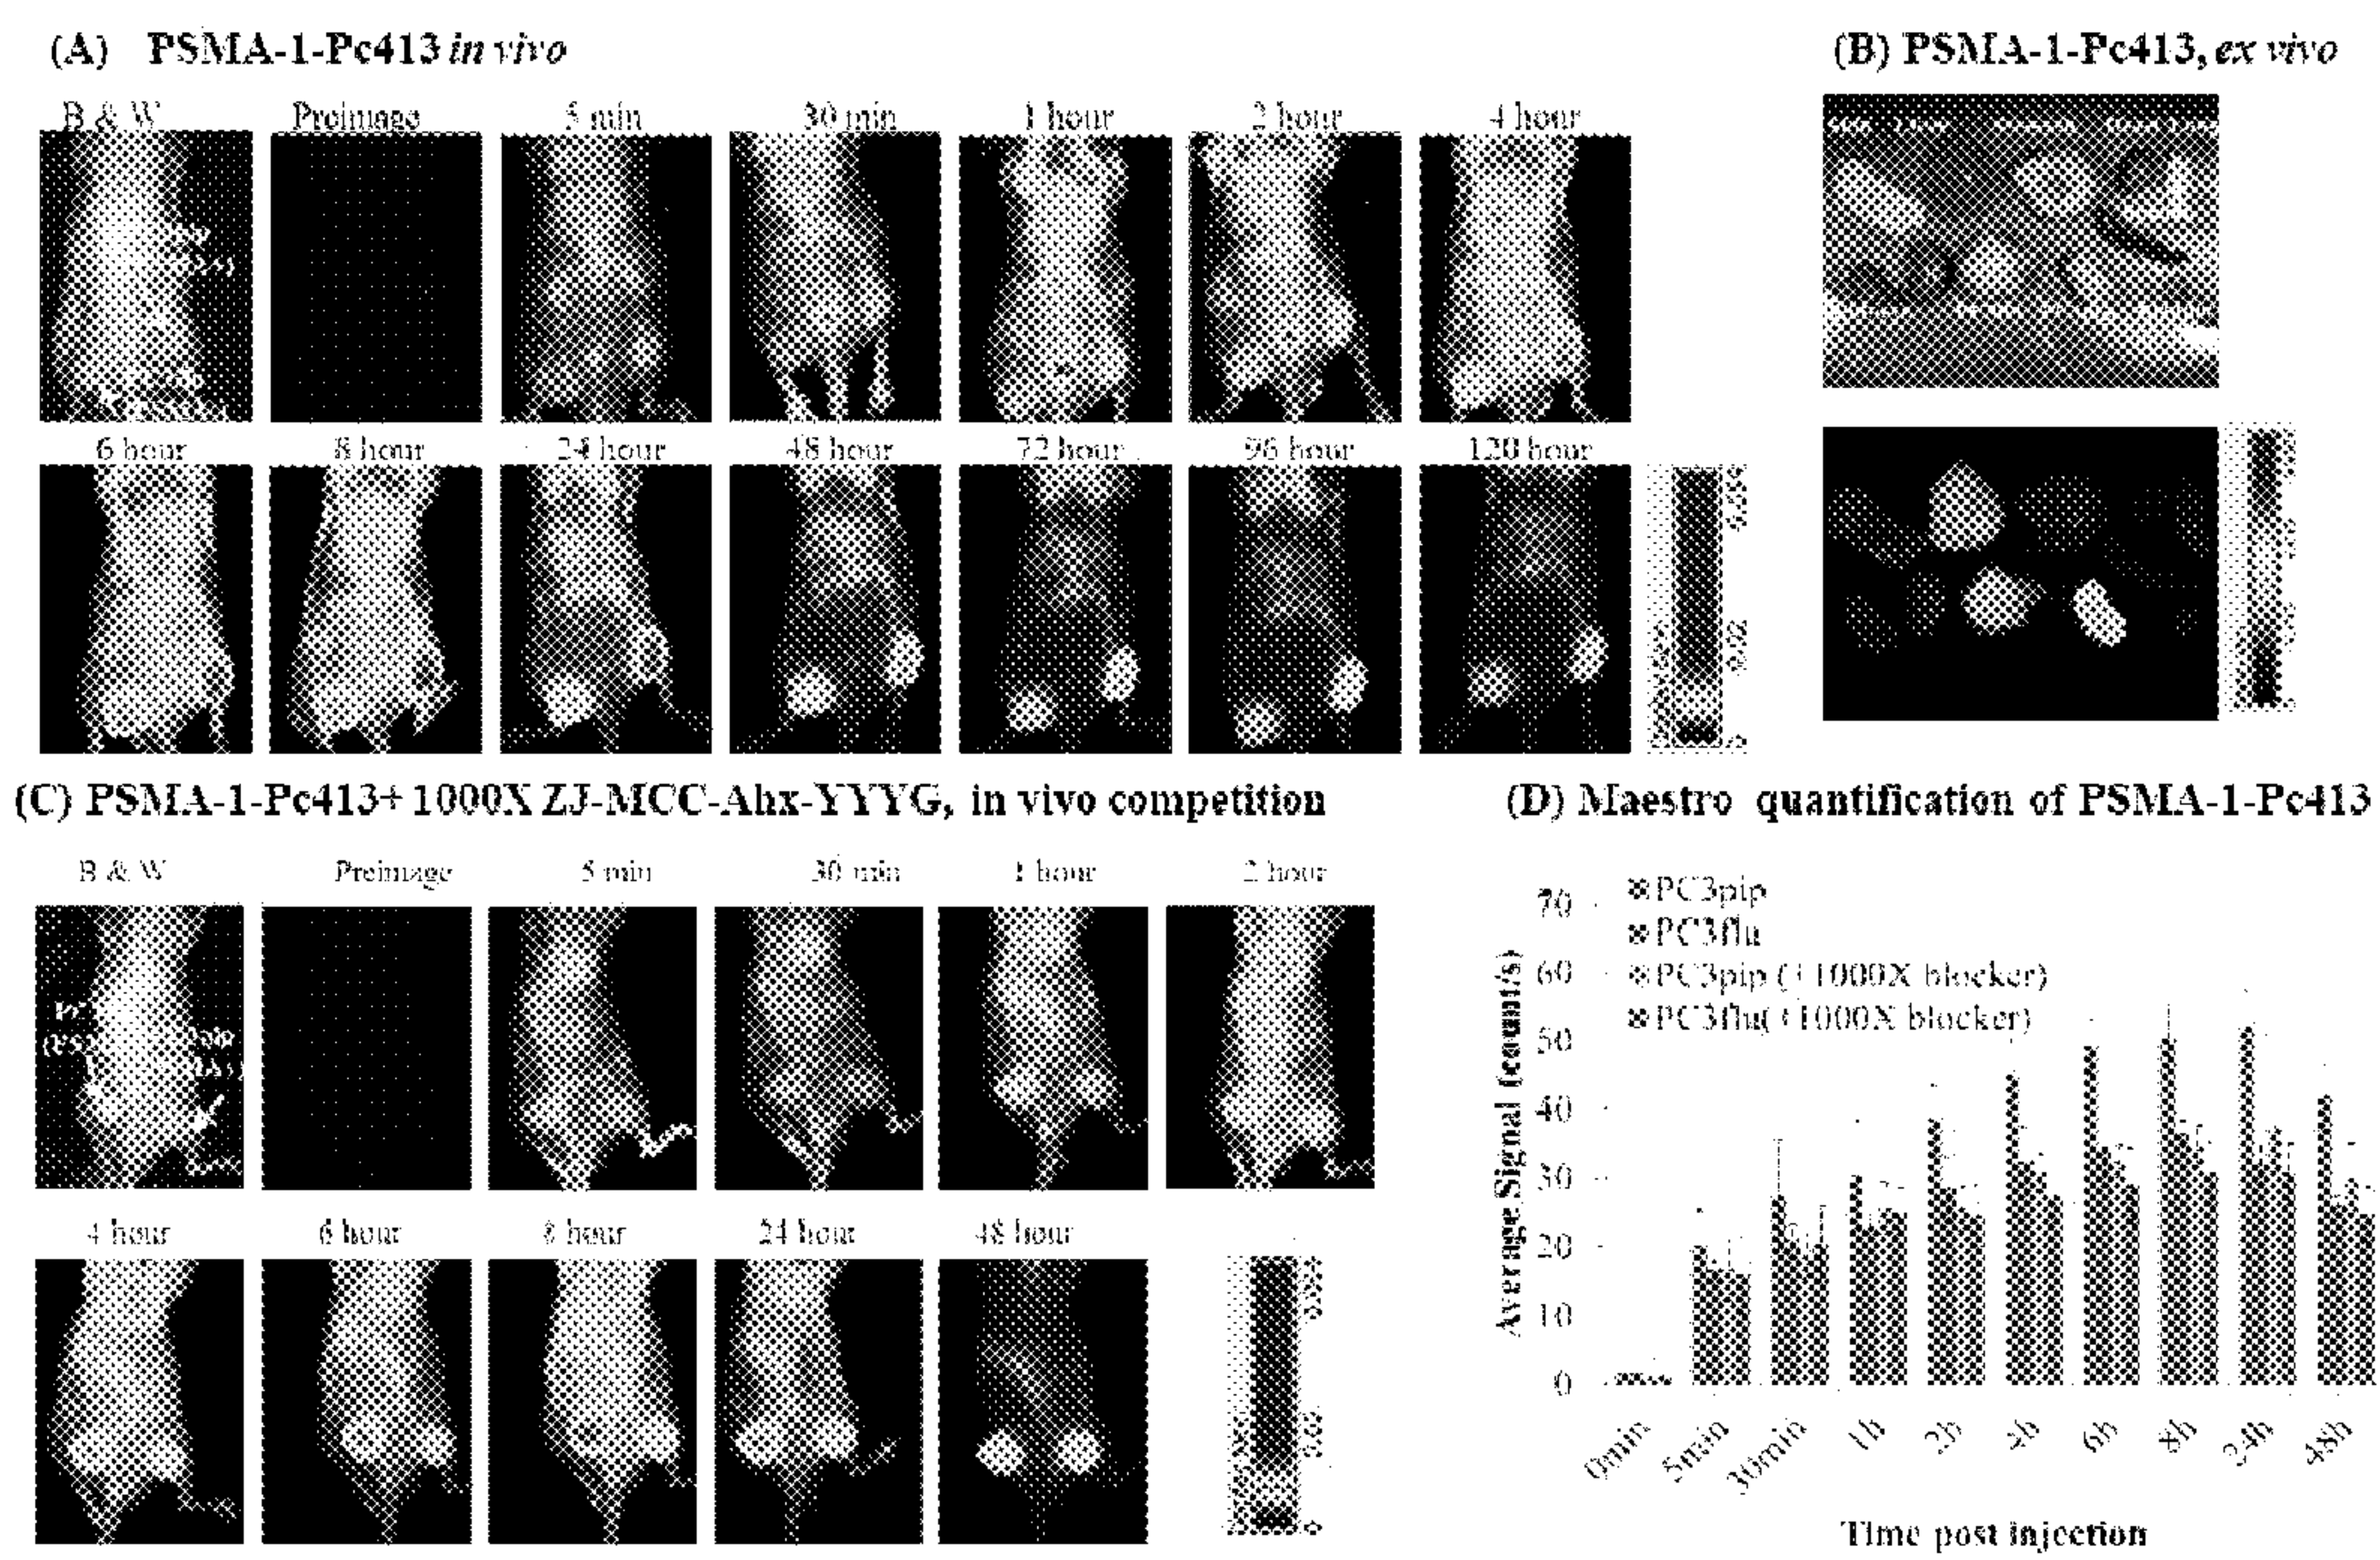 (A) PSMA-1-Pc413 in vivo
(B) PSMA-1-Pc413, ex vivo
B & W Preimage 5 min 30 min 1 hour 2 hour 4 hour
6 hour 8 hour 24 hour 48 hour 72 hour 96 hour 120 hour
0.02
0
(C) PSMA-1-Pc413+ 1000X ZJ-MCC-Ahx-YYYG, in vivo competition
(D) Maestro quantification of PSMA-1-Pc413
B & W Preimage 5 min 30 min 1 hour 2 hour
4 hour 6 hour 8 hour 24 hour 48 hour
0
PC3pip
PC3flu
PC3pip (+1000X blocker)
PC3flu(+1000X blocker)
Average Signal (count/s)
70
60
50
40
30
20
10
0
0min 5min 30min 1h 2h 4h 6h 8h 24h 48h
Time post injection